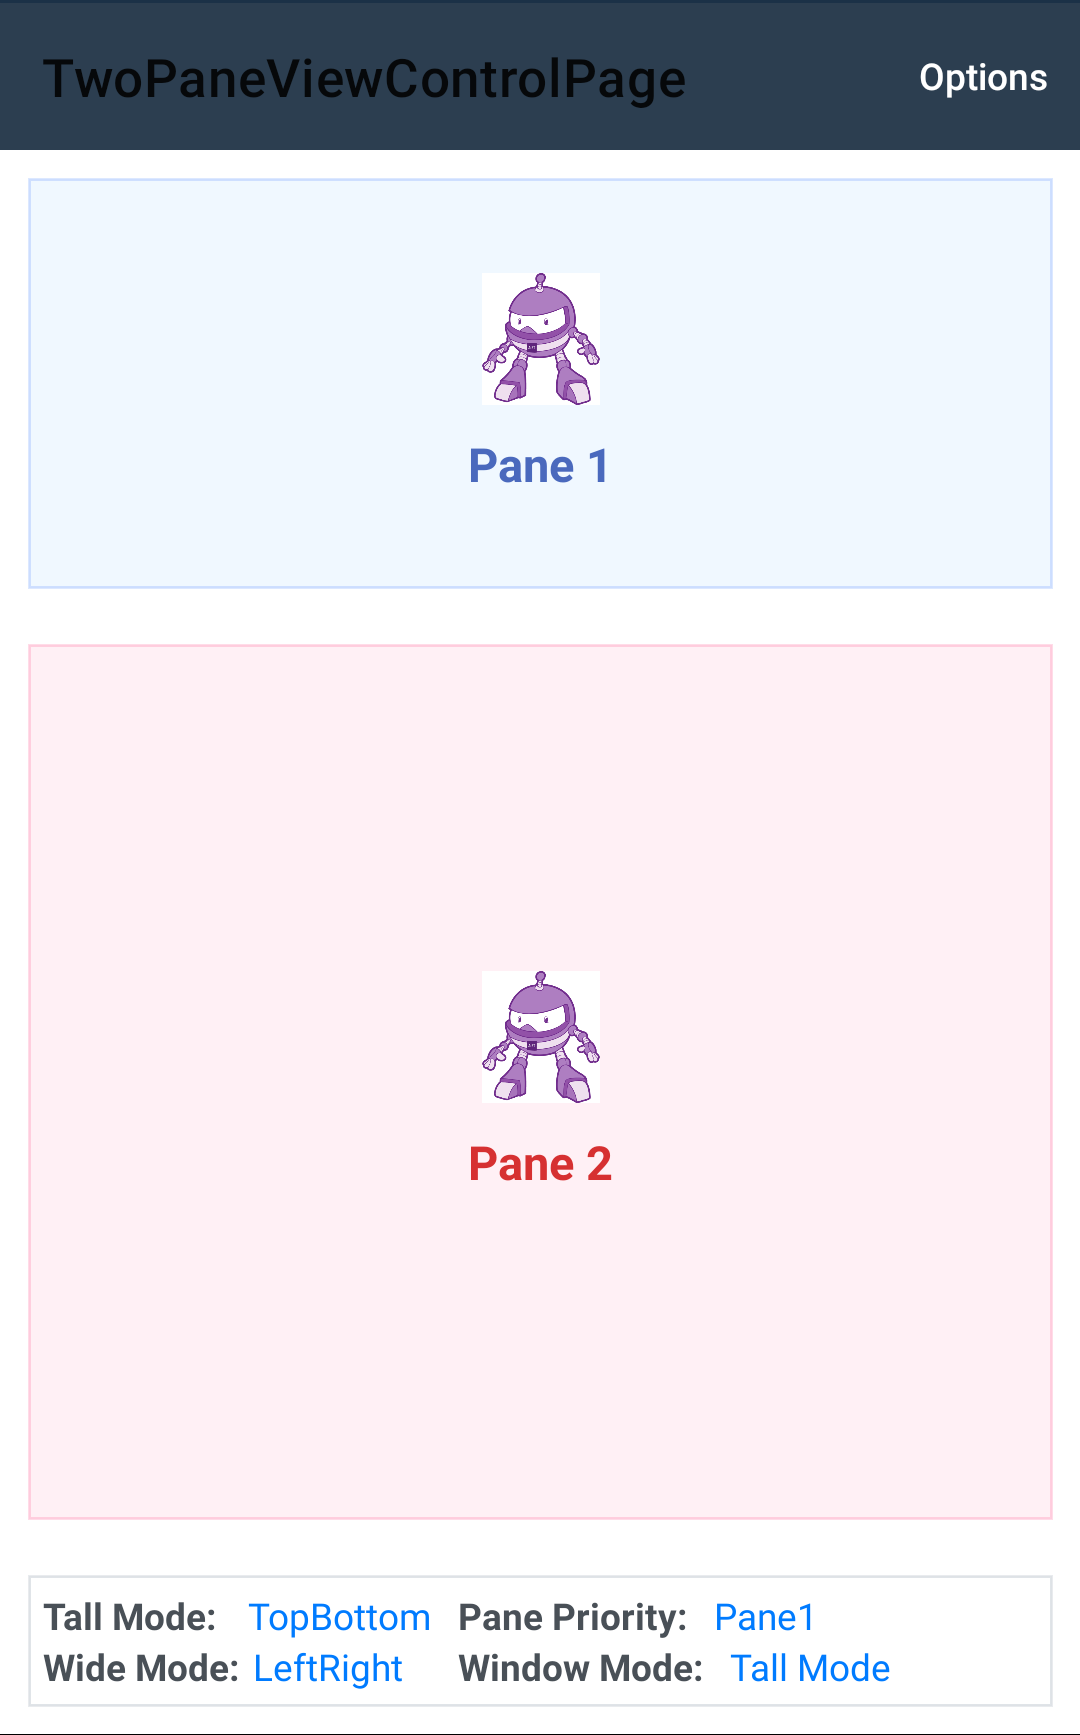 TwoPaneViewControlPage Options
Pane 1
Pane 2
Tall Mode: TopBottom Pane Priority: Pane1
Wide Mode: LeftRight Window Mode: Tall Mode